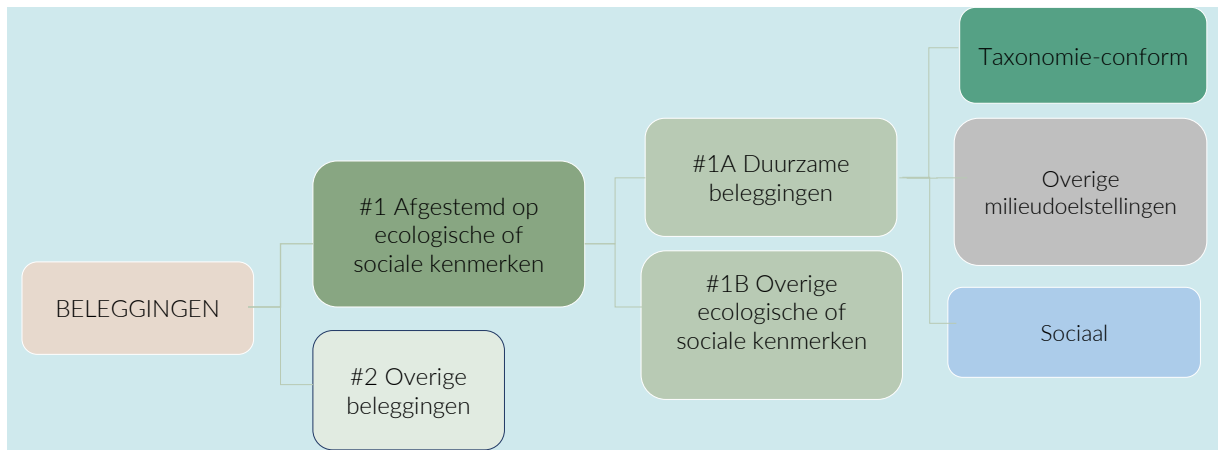 BELEGGINGEN
#1 Afgestemd op
ecologische of
sociale kenmerken
#2 Overige
beleggingen
#1A Duurzame
beleggingen
#1B Overige
ecologische of
sociale kenmerken
Taxonomie-conform
Overige
milieudoelstellingen
Sociaal